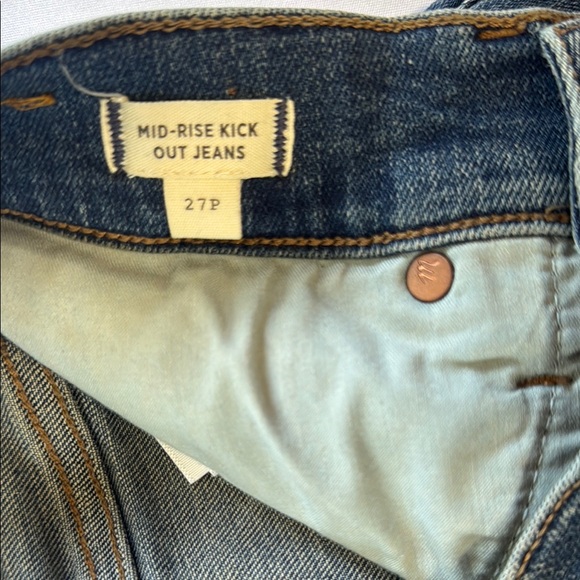 MID-RISE KICK
OUT JEANS
27P
m